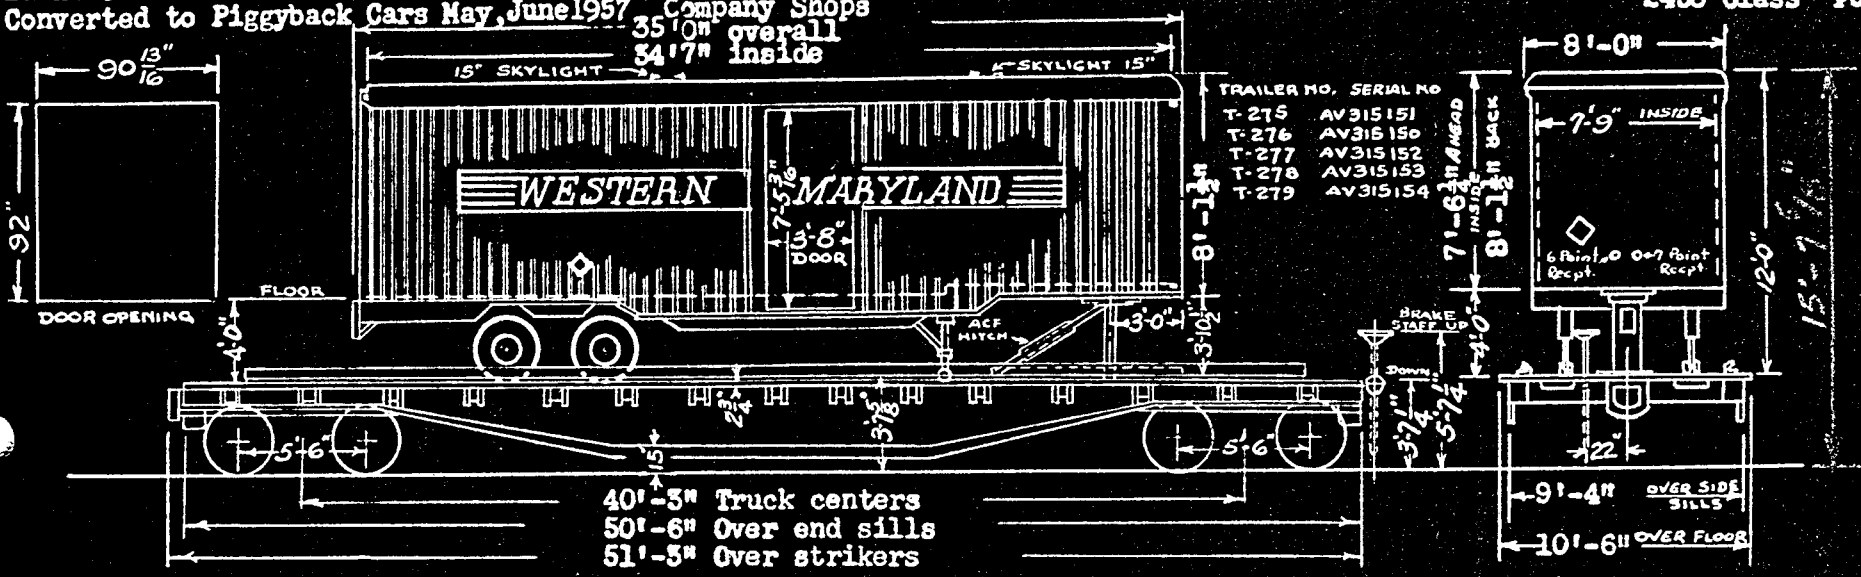 Converted to Piggyback Cars May, June 1957 Company Shops
35'0" overall
34'7" inside
15" SKYLIGHT
SKYLIGHT 15"
90 13/16"
92"
DOOR OPENING
WESTERN MARYLAND
7'-5 3/16"
3'-8"
DOOR
8'-1 1/2"
TRAILER NO. SERIAL NO
T-275 AV315151
T-276 AV315150
T-277 AV315152
T-278 AV315153
T-279 AV315154
7'-6 3/4" AHEAD
INSIDE
8'-1 1/2" BACK
8'-0"
7'-9" INSIDE
6 Point
Recpt.
7 Point
Recpt.
12'-0"
FLOOR
4'-0"
ACF
HITCH
3'-0"
3'-10 1/2"
BRAKE
STAFF UP
DOWN
4'-0"
2 3/4"
3'-5 7/8"
3'-7 1/4"
5'-7 1/4"
5'-6"
15"
5'-6"
22"
40'-3" Truck centers
50'-6" Over end sills
51'-5" Over strikers
9'-4" OVER SIDE
SILLS
10'-6" OVER FLOOR